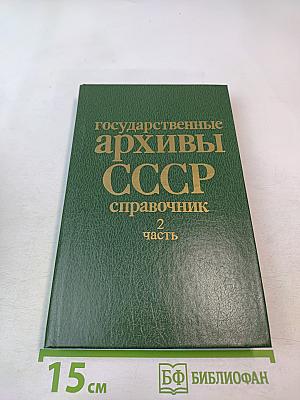 государственные
архивы
СССР
справочник
2
часть
15 см
БФ БИБЛИОФАН